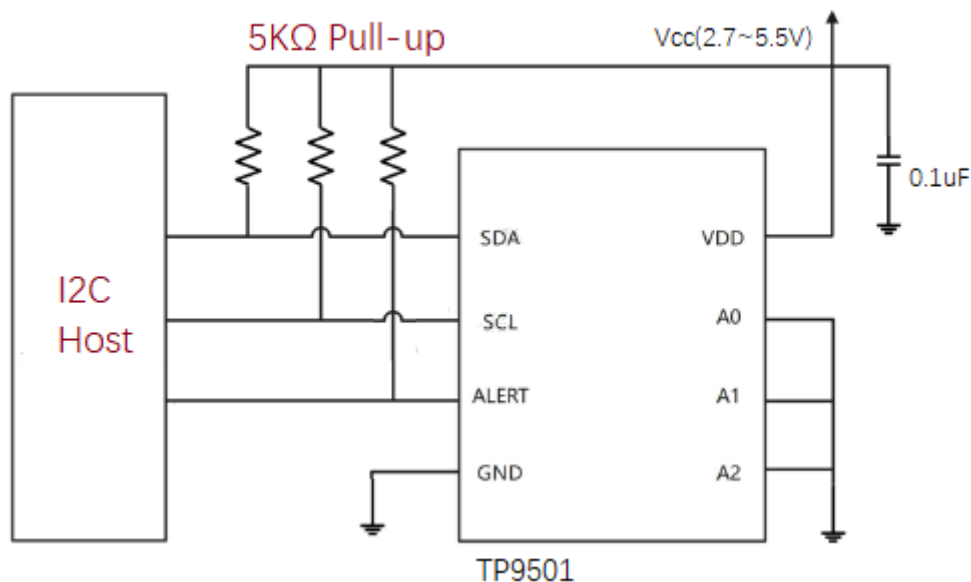 5KΩ Pull-up
Vcc(2.7~5.5V)
0.1uF
I2C
Host
SDA
VDD
SCL
A0
ALERT
A1
GND
A2
TP9501